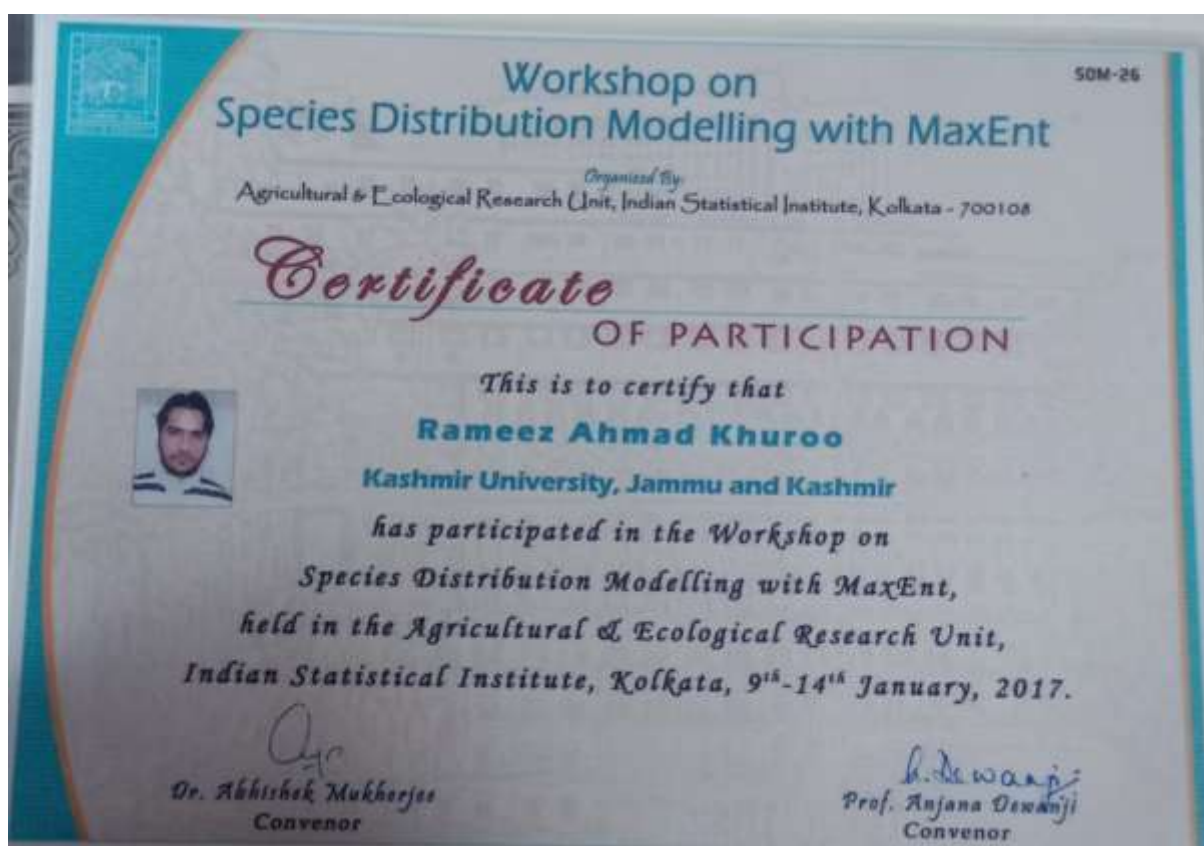 Workshop on
SDM-26
Species Distribution Modelling with MaxEnt
Organized By:
Agricultural & Ecological Research Unit, Indian Statistical Institute, Kolkata - 700108
Certificate
OF PARTICIPATION
This is to certify that
Rameez Ahmad Khuroo
Kashmir University, Jammu and Kashmir
has participated in the Workshop on
Species Distribution Modelling with MaxEnt,
held in the Agricultural & Ecological Research Unit,
Indian Statistical Institute, Kolkata, 9th-14th January, 2017.
A. Dewanji
Dr. Abhishek Mukherjee
Prof. Anjana Dewanji
Convenor
Convenor